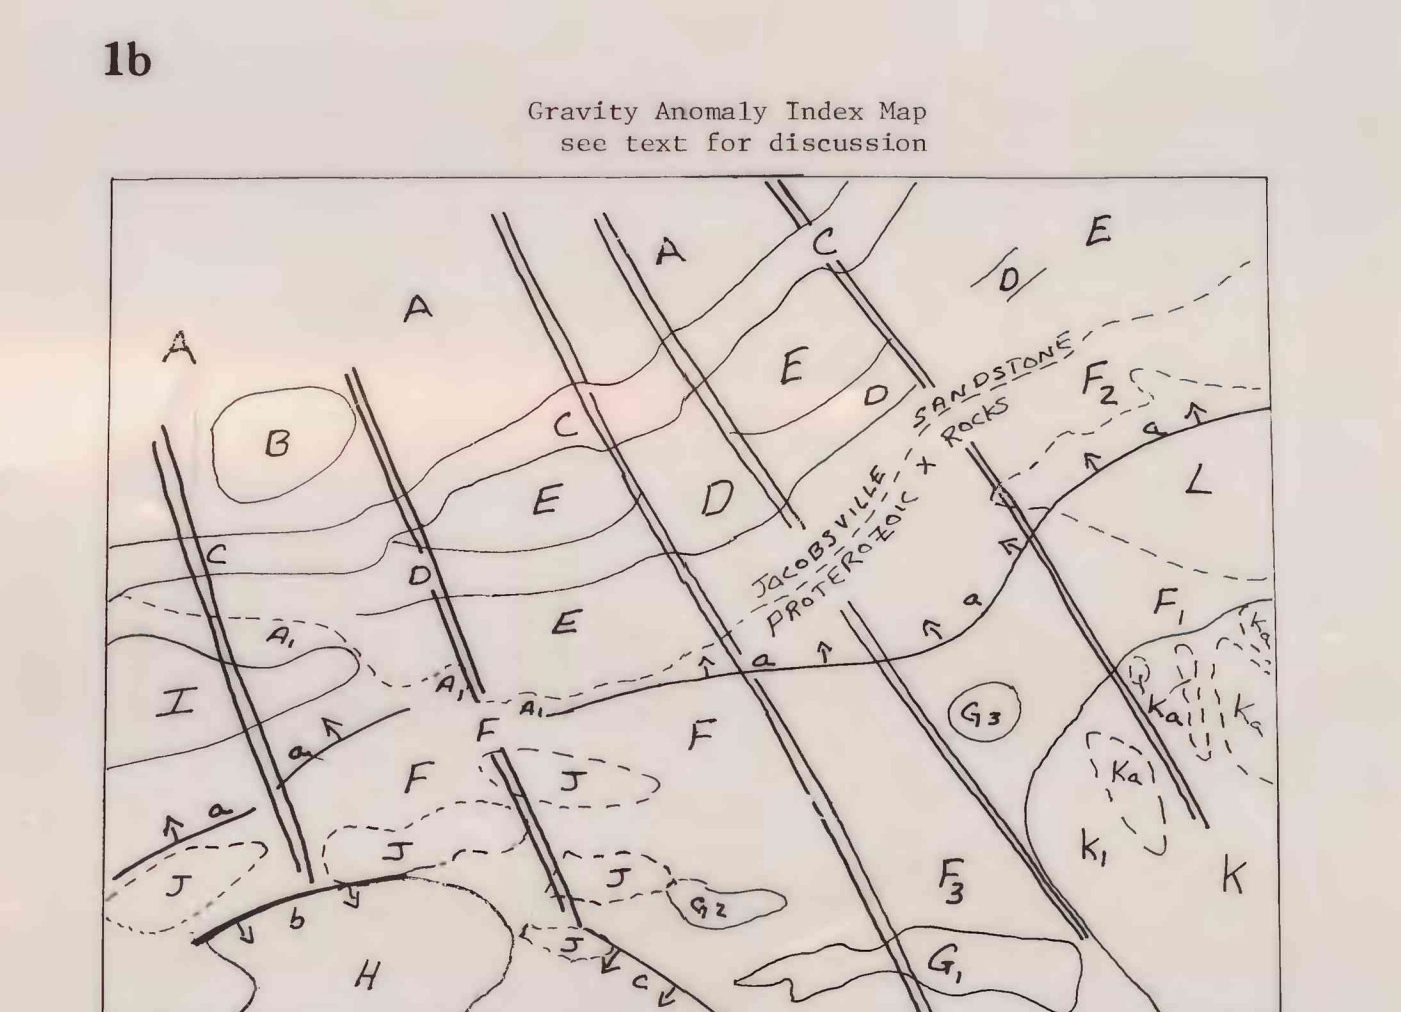 1b
Gravity Anomaly Index Map
see text for discussion
A
A
A
C
E
D
B
C
E
D
E
D
C
D
E
JACOBSVILLE SANDSTONE
PROTEROZOIC X ROCKS
F2
a
L
A1
I
A1
A1
a
a
F1
Ka
Ka
Ka
G3
a
F
F
F
J
a
J
J
J
G2
Ka
K1
K
F3
b
H
J
c
G1